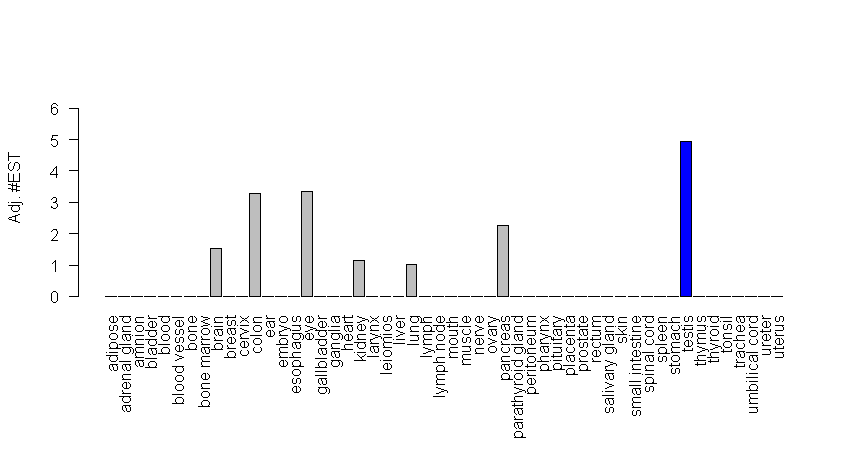 Adj. #EST
6
5
4
3
2
1
0
adipose
adrenal gland
amnion
bladder
blood
blood vessel
bone
bone marrow
brain
breast
cervix
colon
ear
embryo
esophagus
eye
gallbladder
ganglia
heart
kidney
larynx
leiomios
liver
lung
lymph
lymph node
mouth
muscle
nerve
ovary
pancreas
parathyroid gland
peritoneum
pharynx
pituitary
placenta
prostate
rectum
salivary gland
skin
small intestine
spinal cord
spleen
stomach
testis
thymus
thyroid
tonsil
trachea
umbilical cord
ureter
uterus